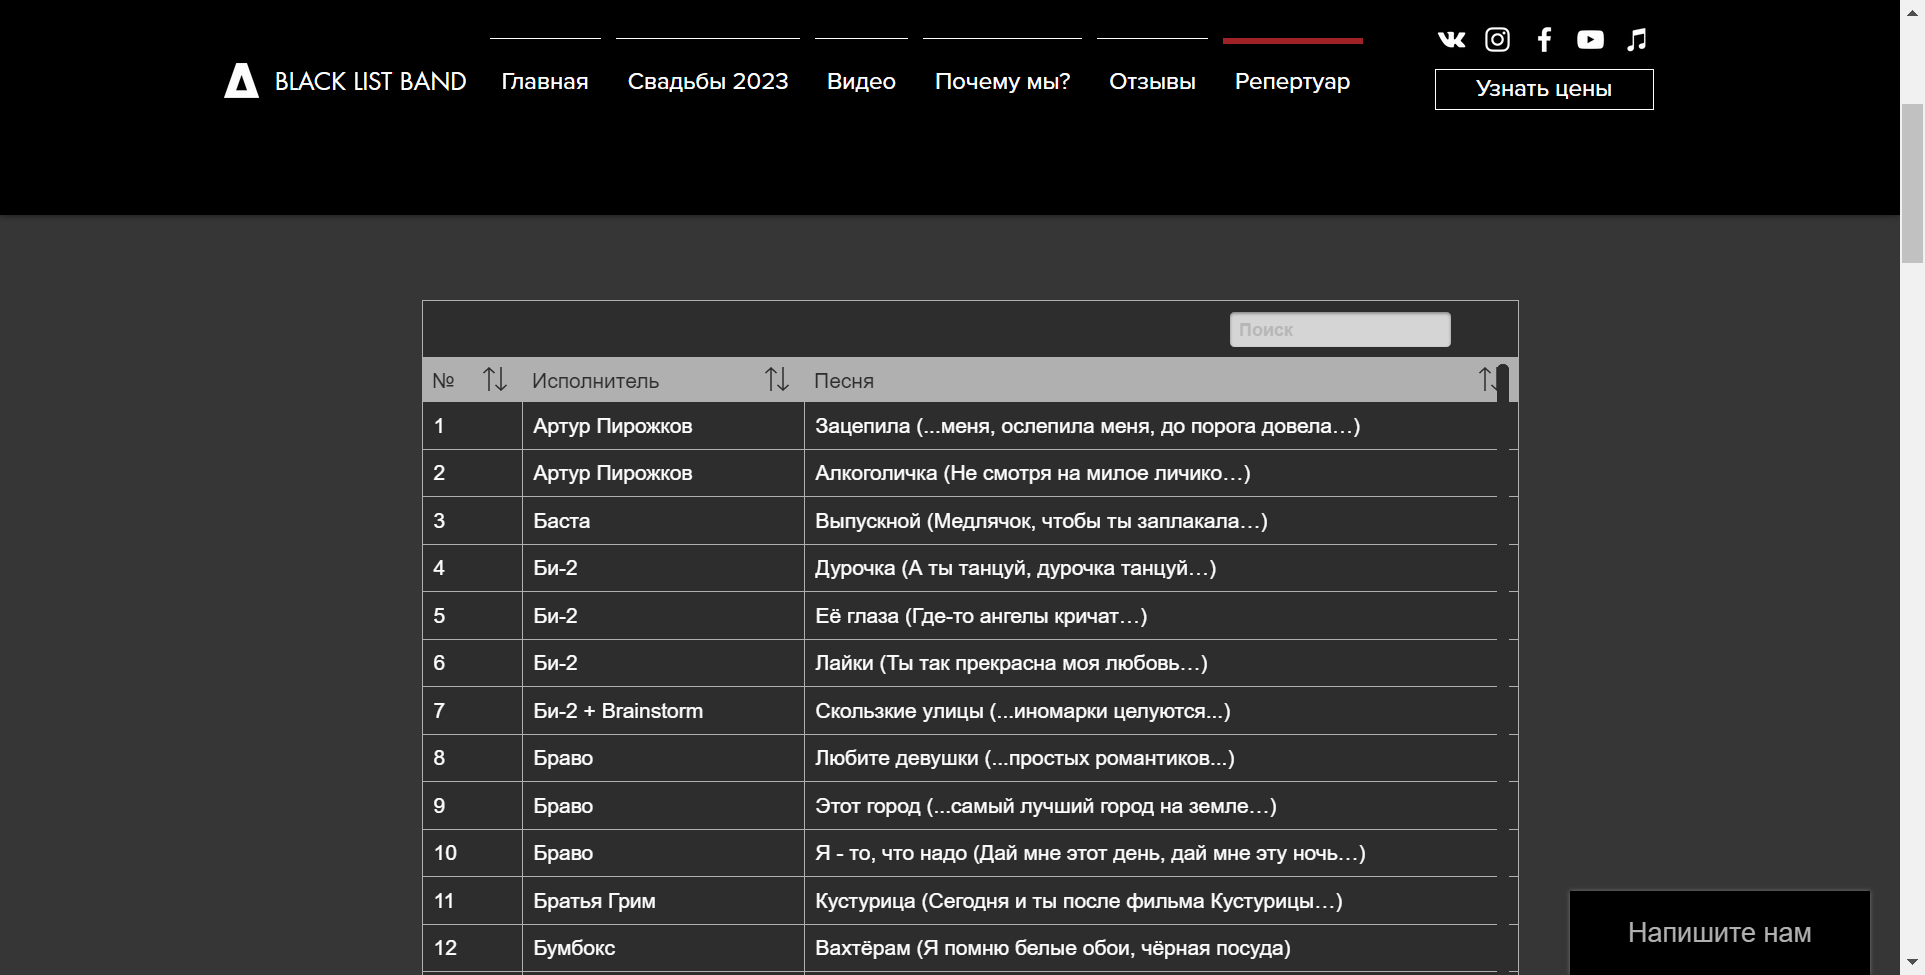 BLACK LIST BAND Главная Свадьбы 2023 Видео Почему мы? Отзывы Репертуар
Узнать цены
Поиск
№ Исполнитель Песня
1 Артур Пирожков Зацепила (...меня, ослепила меня, до порога довела...)
2 Артур Пирожков Алкоголичка (Не смотря на милое личико...)
3 Баста Выпускной (Медлячок, чтобы ты заплакала...)
4 Би-2 Дурочка (А ты танцуй, дурочка танцуй...)
5 Би-2 Её глаза (Где-то ангелы кричат...)
6 Би-2 Лайки (Ты так прекрасна моя любовь...)
7 Би-2 + Brainstorm Скользкие улицы (...иномарки целуются...)
8 Браво Любите девушки (...простых романтиков...)
9 Браво Этот город (...самый лучший город на земле...)
10 Браво Я - то, что надо (Дай мне этот день, дай мне эту ночь...)
11 Братья Грим Кустурица (Сегодня и ты после фильма Кустурицы...)
12 Бумбокс Вахтёрам (Я помню белые обои, чёрная посуда)
Напишите нам